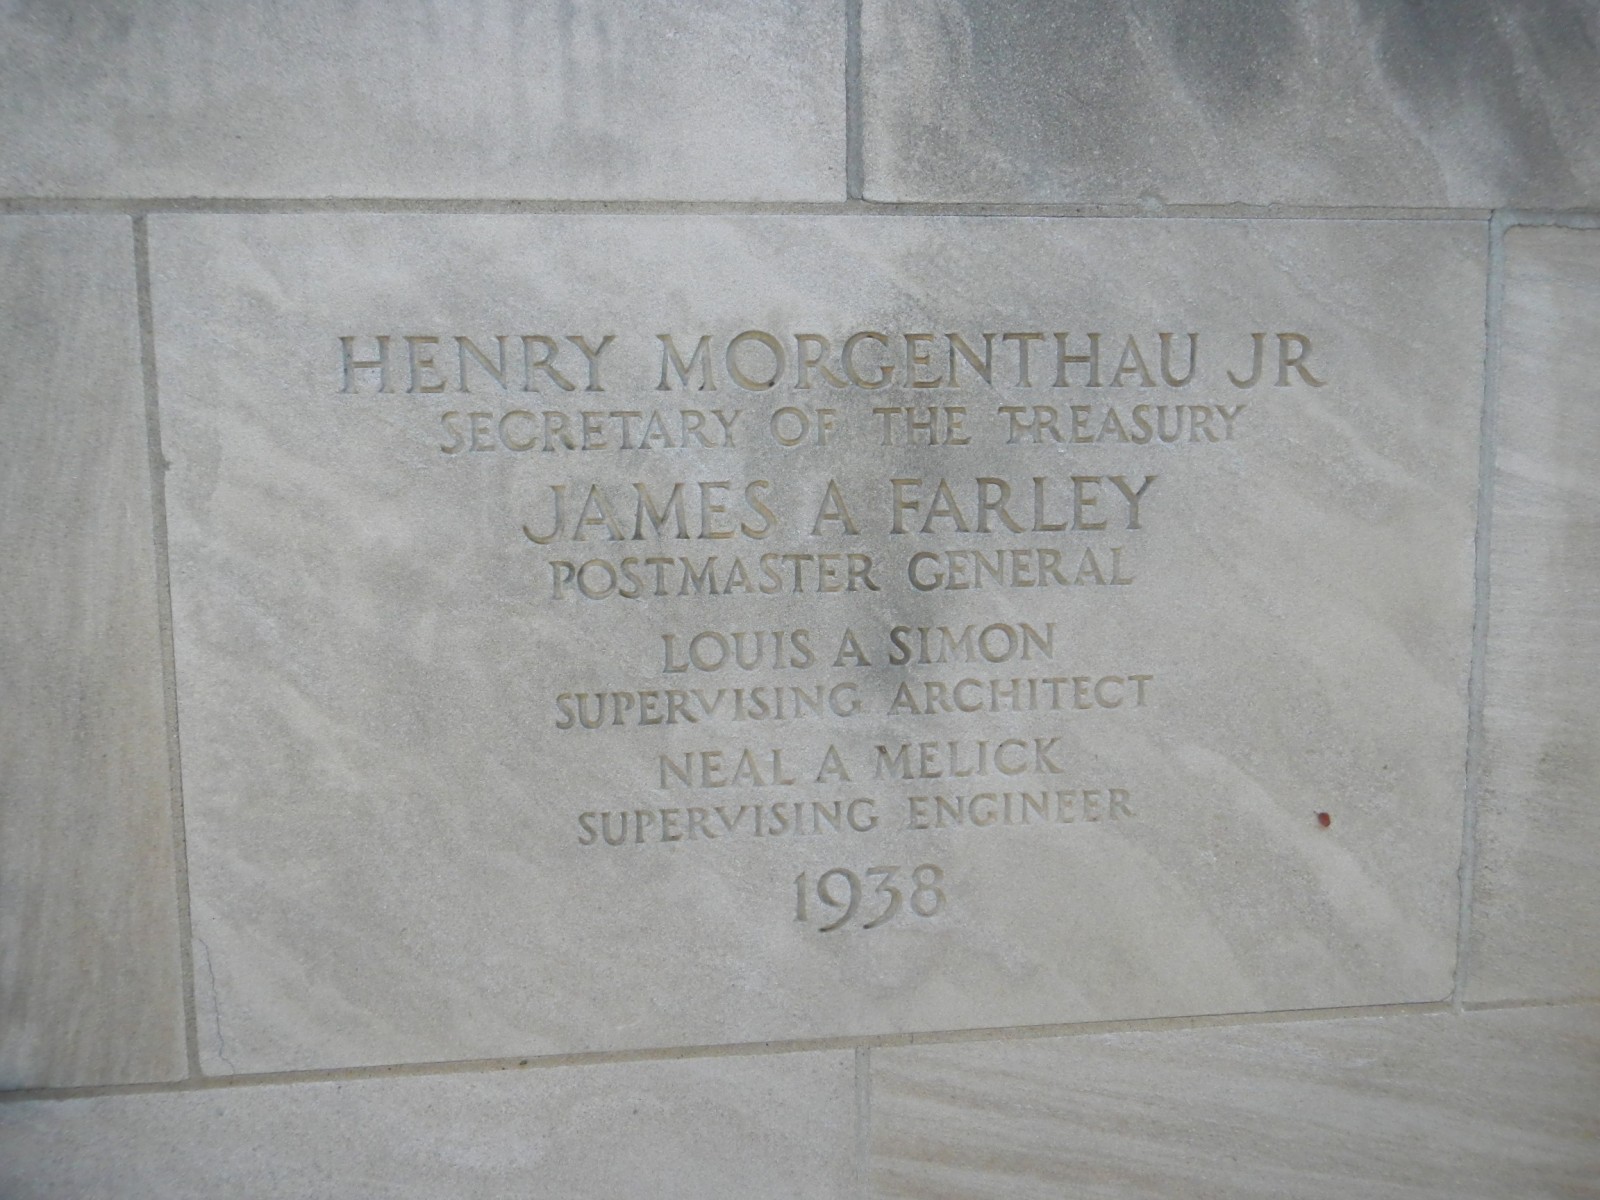 HENRY MORGENTHAU JR
SECRETARY OF THE TREASURY
JAMES A FARLEY
POSTMASTER GENERAL
LOUIS A SIMON
SUPERVISING ARCHITECT
NEAL A MELICK
SUPERVISING ENGINEER
1938